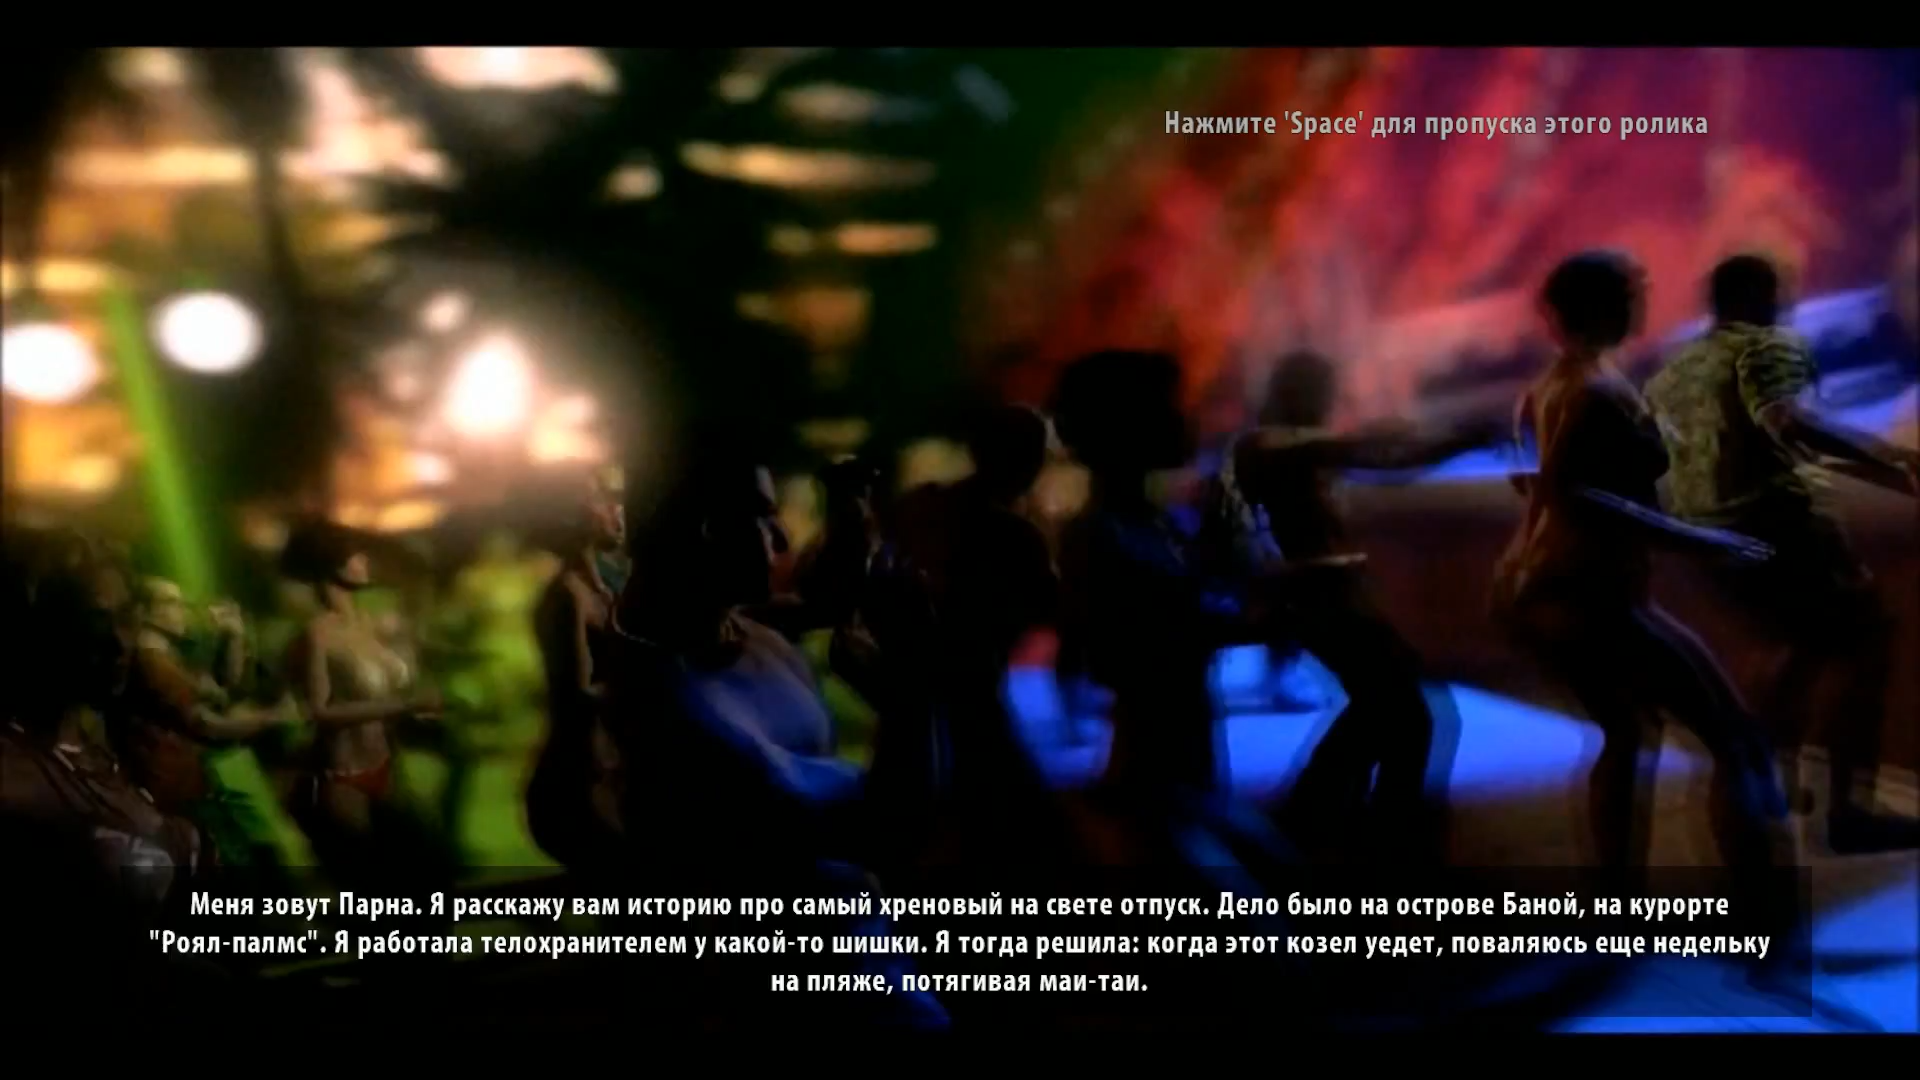 Нажмите 'Space' для пропуска этого ролика
Меня зовут Парна. Я расскажу вам историю про самый хреновый на свете отпуск. Дело было на острове Баной, на курорте
"Роял-палмс". Я работала телохранителем у какой-то шишки. Я тогда решила: когда этот козел уедет, поваляюсь еще недельку
на пляже, потягивая маи-таи.